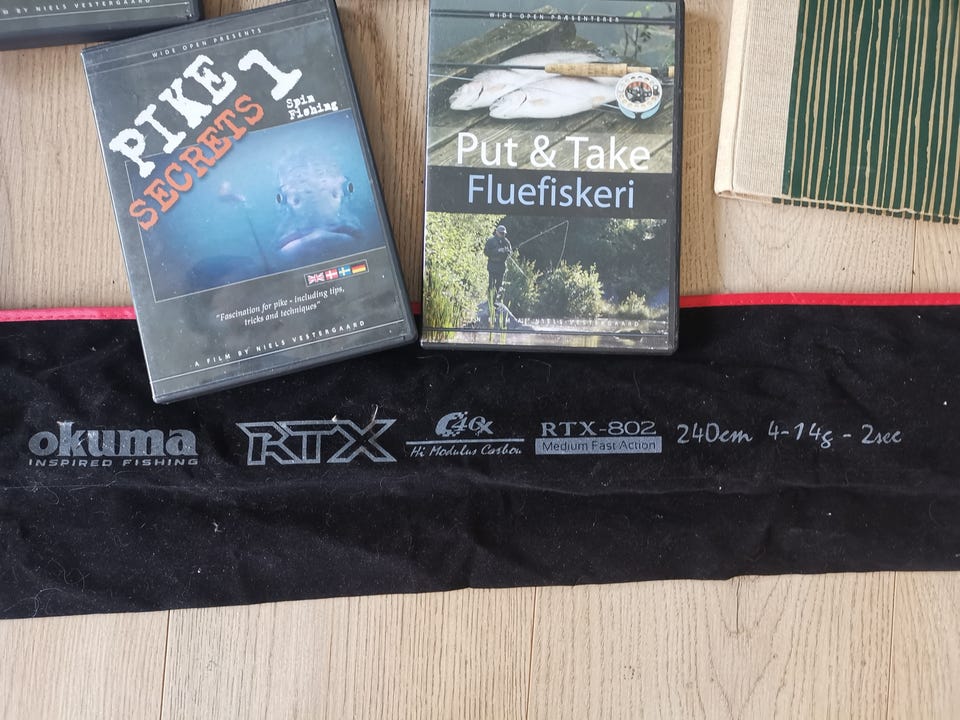 BY NIELS VESTERGAARD
WIDE OPEN PRESENTS
PIKE 1
SECRETS
Spin
Fishing
"Fascination for pike - including tips,
tricks and techniques"
A FILM BY NIELS VESTERGAARD
WIDE OPEN PRÆSENTERER
Put & Take
Fluefiskeri
VESTERGAARD
okuma
INSPIRED FISHING
RTX
C40X
Hi Modulus Carbon
RTX-802
Medium Fast Action
240cm 4-14g - 2sec